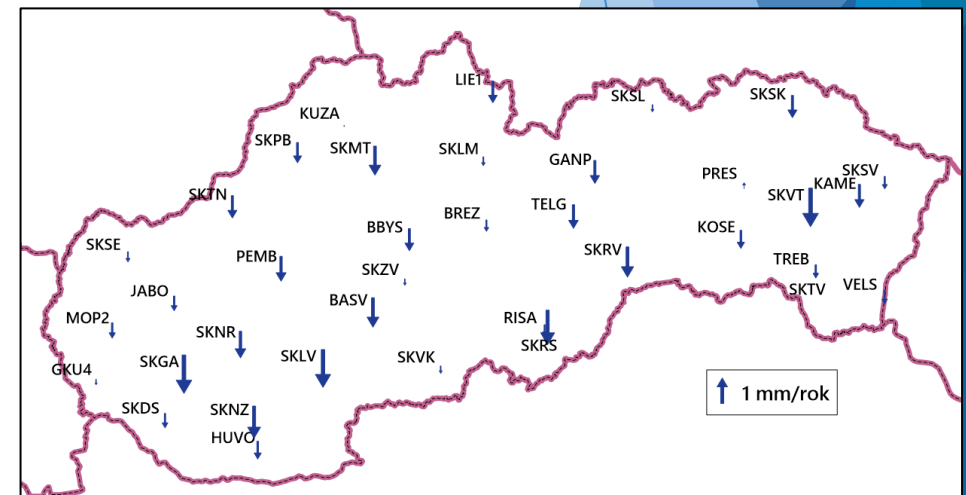 LIE1
SKSL
SKSK
KUZA
SKPB
SKMT
SKLM
GANP
PRES
SKSV
KAME
SKVT
SKTN
TELG
BREZ
BBYS
KOSE
SKSE
PEMB
SKZV
SKRV
TREB
SKTV
VELS
JABO
BASV
MOP2
RISA
SKNR
SKRS
SKGA
SKLV
SKVK
GKU4
1 mm/rok
SKDS
SKNZ
HUVO